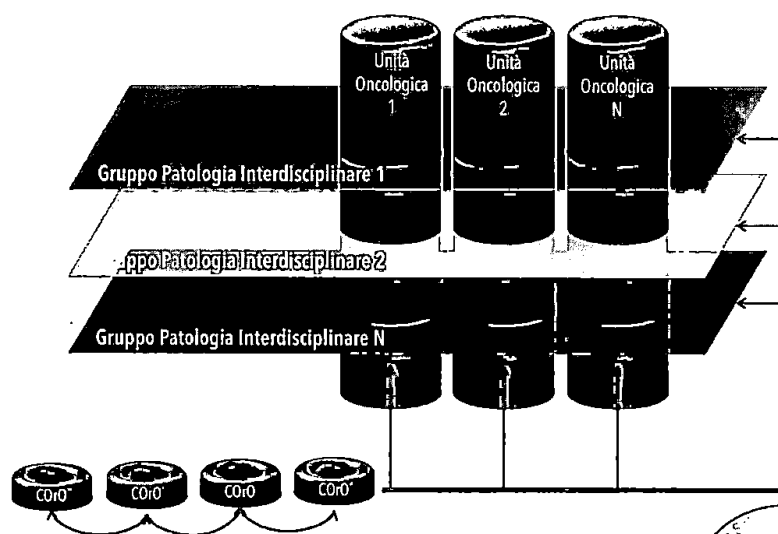 Unità
Oncologica
1
Unità
Oncologica
2
Unità
Oncologica
N
Gruppo Patologia Interdisciplinare 1
ppo Patologia Interdisciplinare 2
Gruppo Patologia Interdisciplinare N
COrO
COrO
COrO
COrO